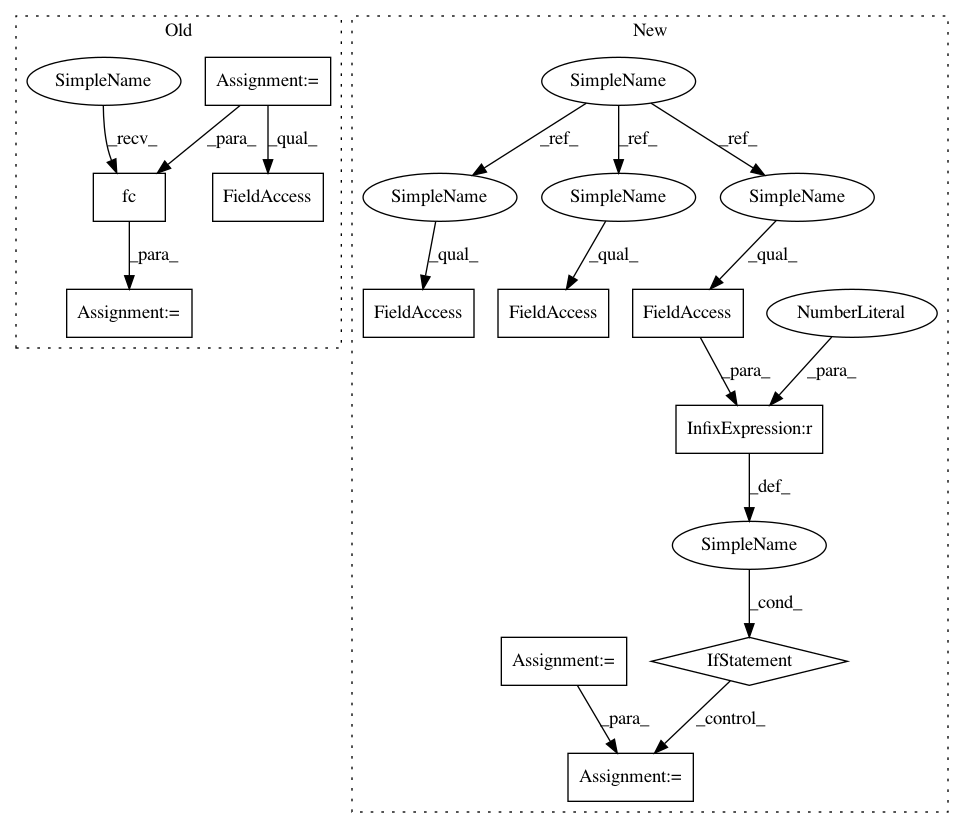 Old
New
SimpleName
Assignment:=
SimpleName
_recv_
_para_
_qual_
_ref_
_ref_
_ref_
fc
FieldAccess
SimpleName
SimpleName
SimpleName
_para_
_qual_
_qual_
_qual_
Assignment:=
FieldAccess
FieldAccess
FieldAccess
NumberLiteral
_para_
_para_
InfixExpression:r
_def_
SimpleName
_cond_
Assignment:=
IfStatement
_para_
_control_
Assignment:=